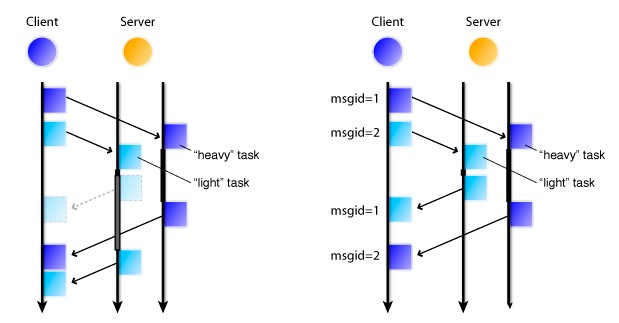 Client
Server
"heavy" task
"light" task
Client
Server
msgid=1
msgid=2
"heavy" task
"light" task
msgid=1
msgid=2